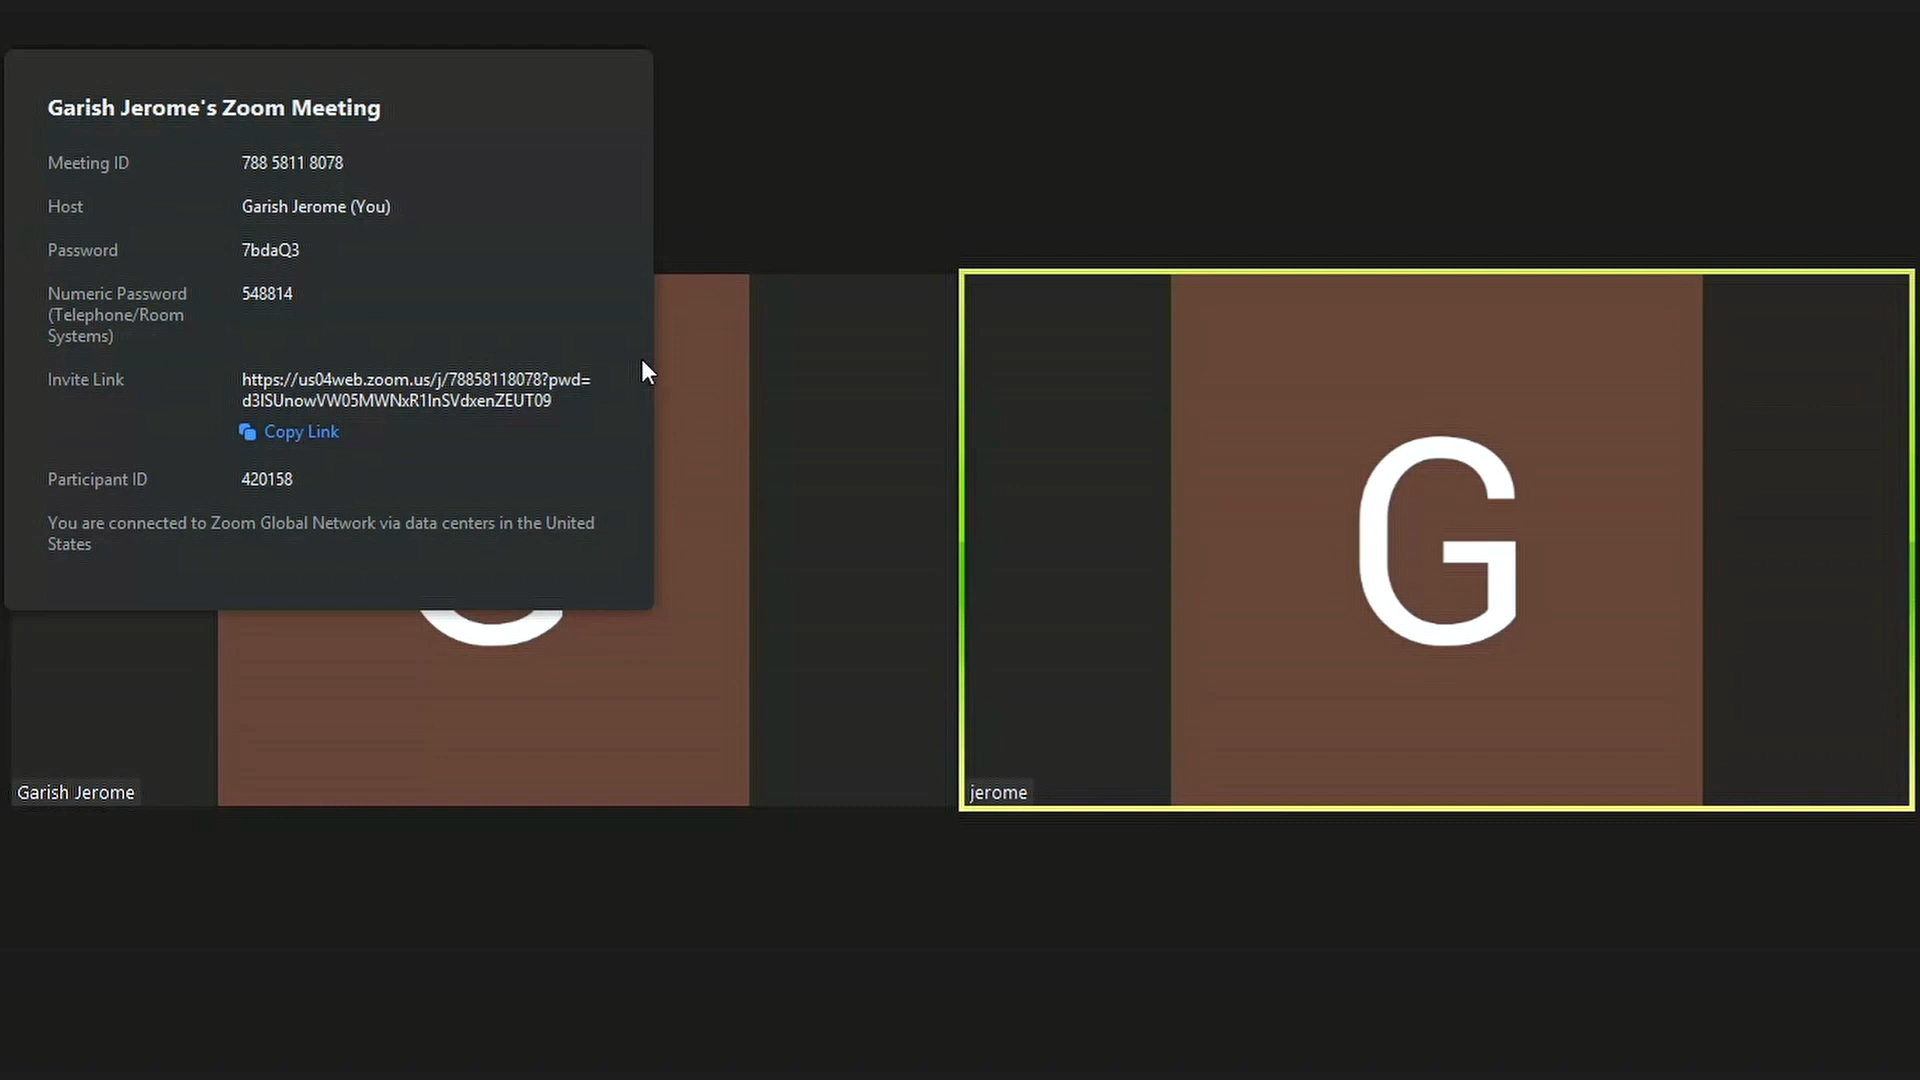 Garish Jerome's Zoom Meeting
Meeting ID 788 5811 8078
Host Garish Jerome (You)
Password 7bdaQ3
Numeric Password 548814
(Telephone/Room
Systems)
Invite Link https://us04web.zoom.us/j/78858118078?pwd=
d3lSUnowVW05MWNxR1lnSVdxenZEUT09
Copy Link
Participant ID 420158
You are connected to Zoom Global Network via data centers in the United
States
G
Garish Jerome
jerome